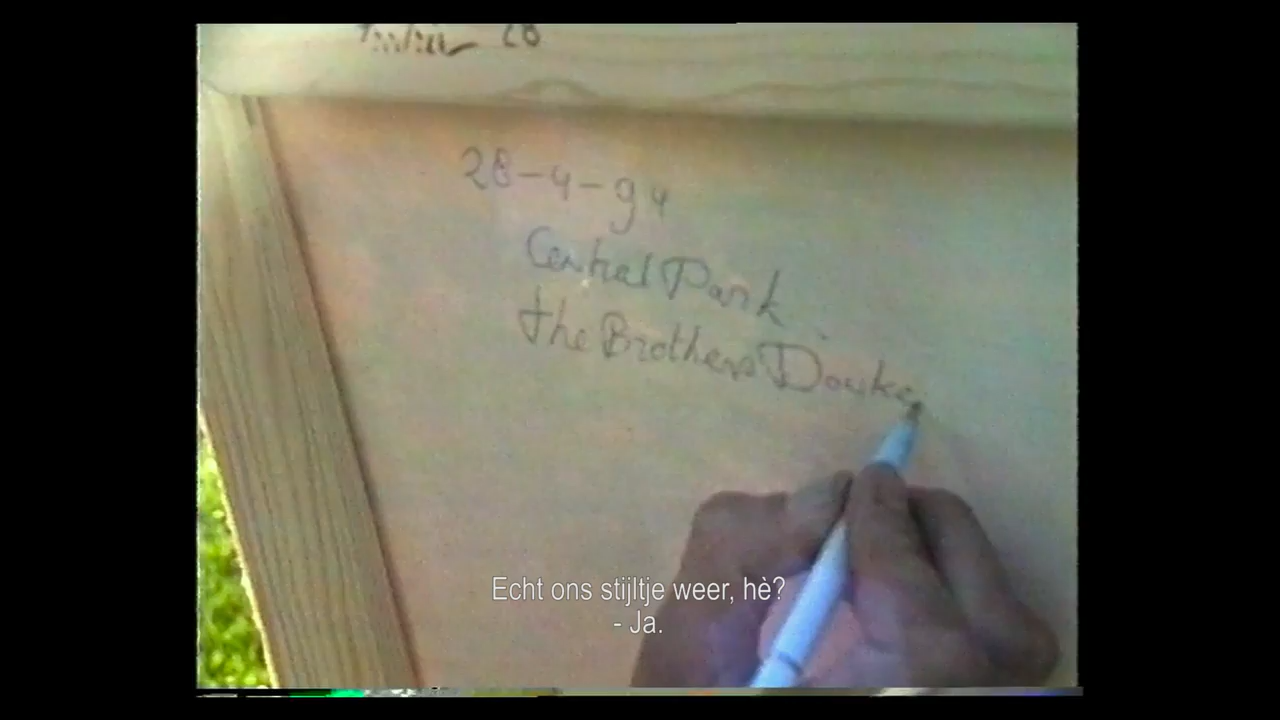 28-4-94
Central Park
the Brothers Douke
Echt ons stijltje weer, hè?
- Ja.